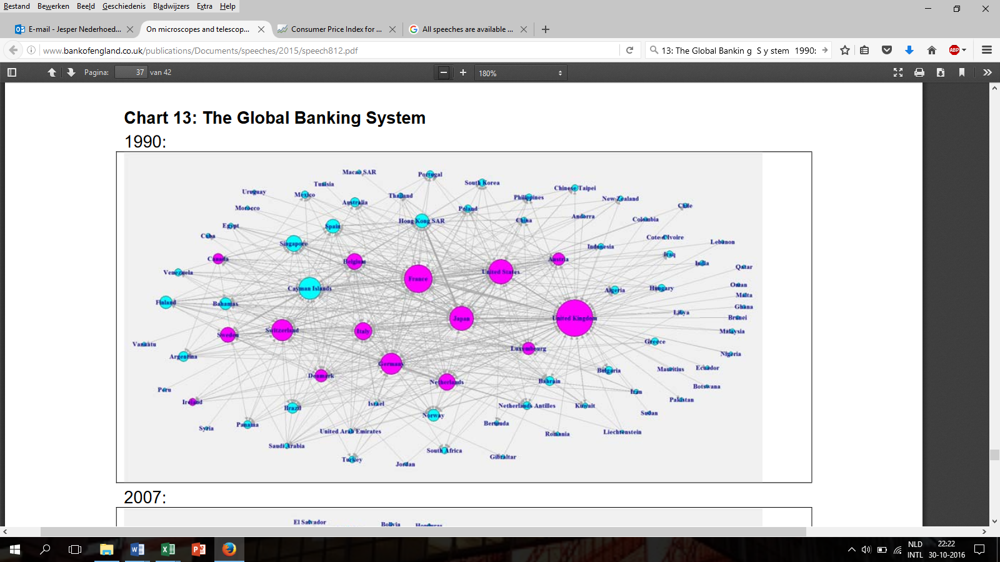 Bestand Bewerken Beeld Geschiedenis Bladwijzers Extra Help
E-mail - Jesper Nederhoed...
On microscopes and telescop...
Consumer Price Index for ...
All speeches are available ...
www.bankofengland.co.uk/publications/Documents/speeches/2015/speech812.pdf
13: The Global Bankin g S y stem 1990:
ABP
Pagina: 37 van 42
180%
Chart 13: The Global Banking System
1990:
Macao SAR
Portugal
Tunisia
South Korea
Uruguay
Mexico
Thailand
Chinese Taipei
Australia
Philippines
New Zealand
Morocco
Poland
Chile
Egypt
Spain
Hong Kong SAR
China
Andorra
Colombia
Cuba
Singapore
Indonesia
Cote d'Ivoire
Lebanon
Canada
Belgium
Austria
Iraq
India
Venezuela
France
United States
Qatar
Cayman Islands
Algeria
Hungary
Oman
Malta
Finland
Bahamas
Ghana
Libya
Japan
United Kingdom
Brunei
Sweden
Switzerland
Italy
Malaysia
Vanuatu
Luxembourg
Greece
Argentina
Germany
Nigeria
Denmark
Netherlands
Bahrain
Bulgaria
Mauritius
Ecuador
Peru
Iran
Botswana
Ireland
Brazil
Israel
Netherlands Antilles
Kuwait
Pakistan
Syria
Panama
Norway
Sudan
United Arab Emirates
Bermuda
Romania
Liechtenstein
Saudi Arabia
South Africa
Turkey
Jordan
Gibraltar
2007:
El Salvador
Bolivia
Honduras
NLD
INTL
22:22
30-10-2016